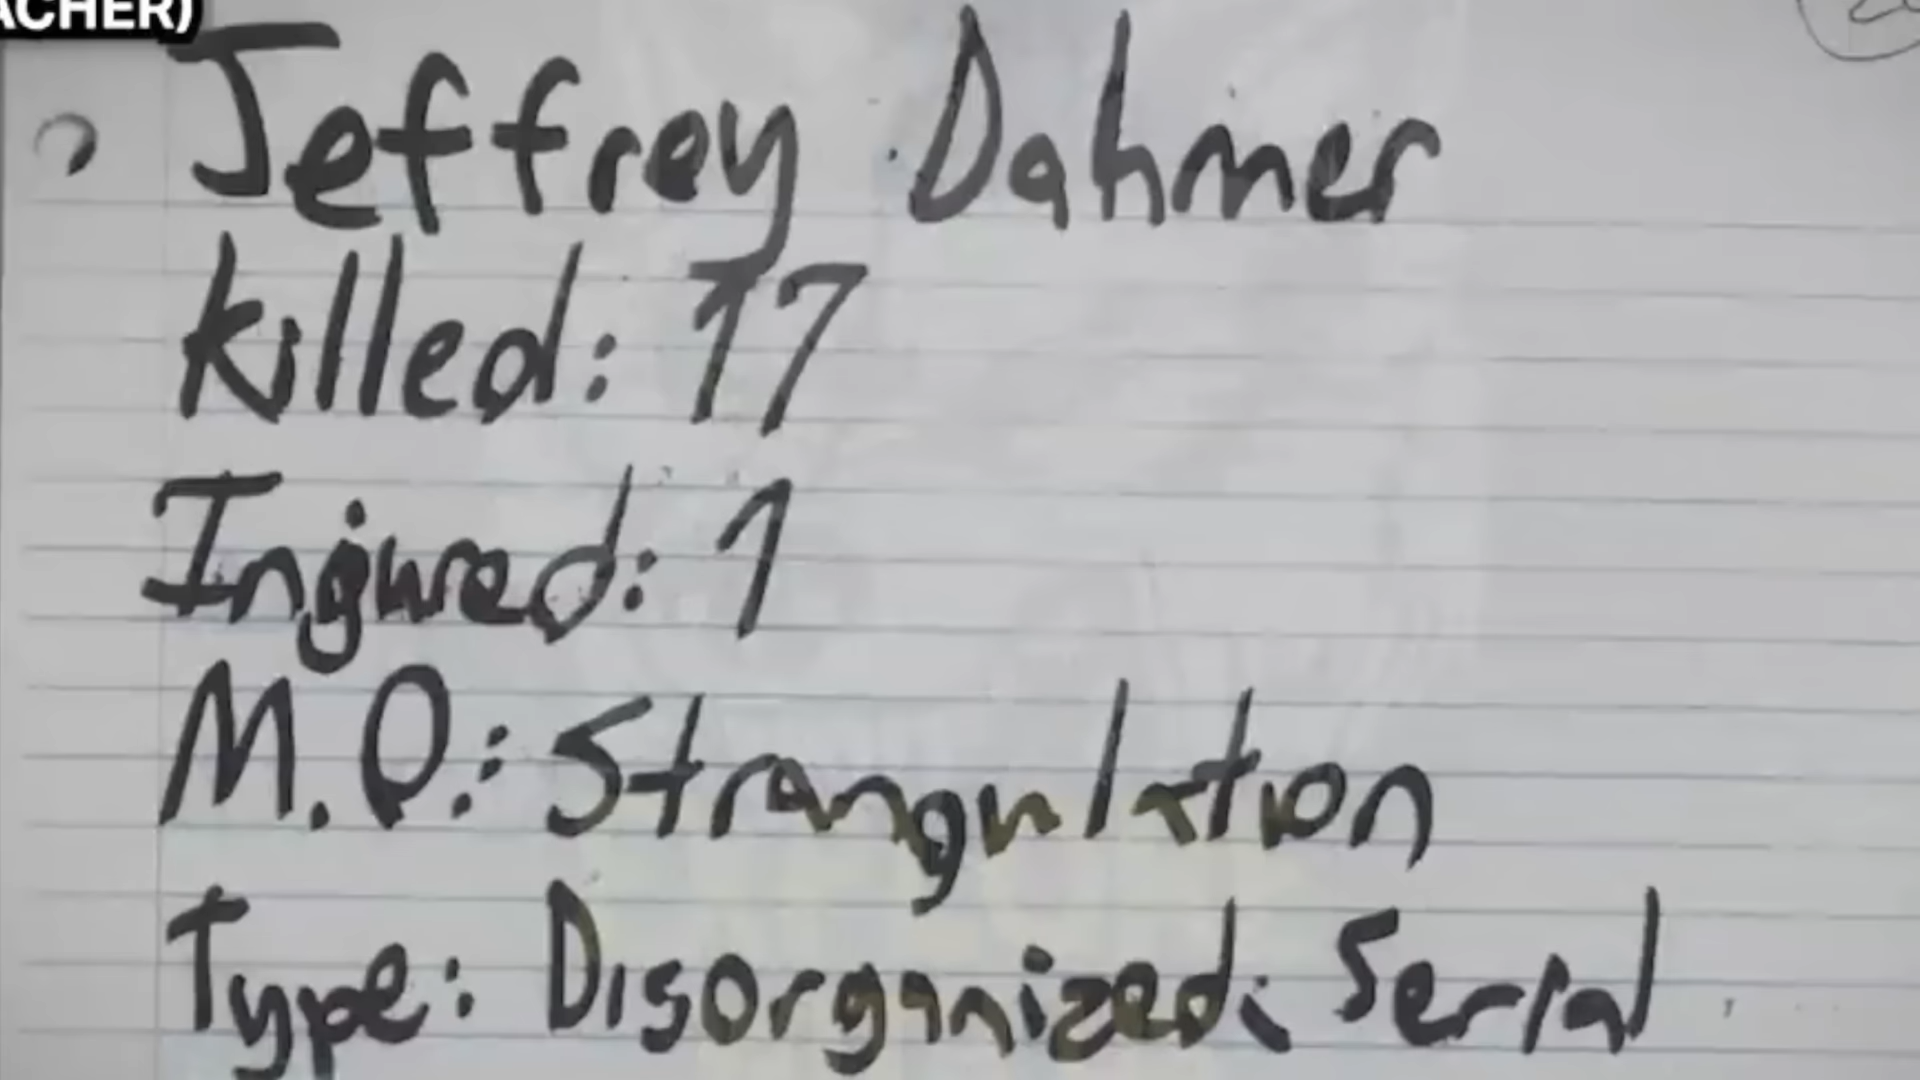 ACHER)
Jeffrey Dahmer
Killed: 17
Injured: 1
M.O.: Strangulation
Type: Disorganized; Serial